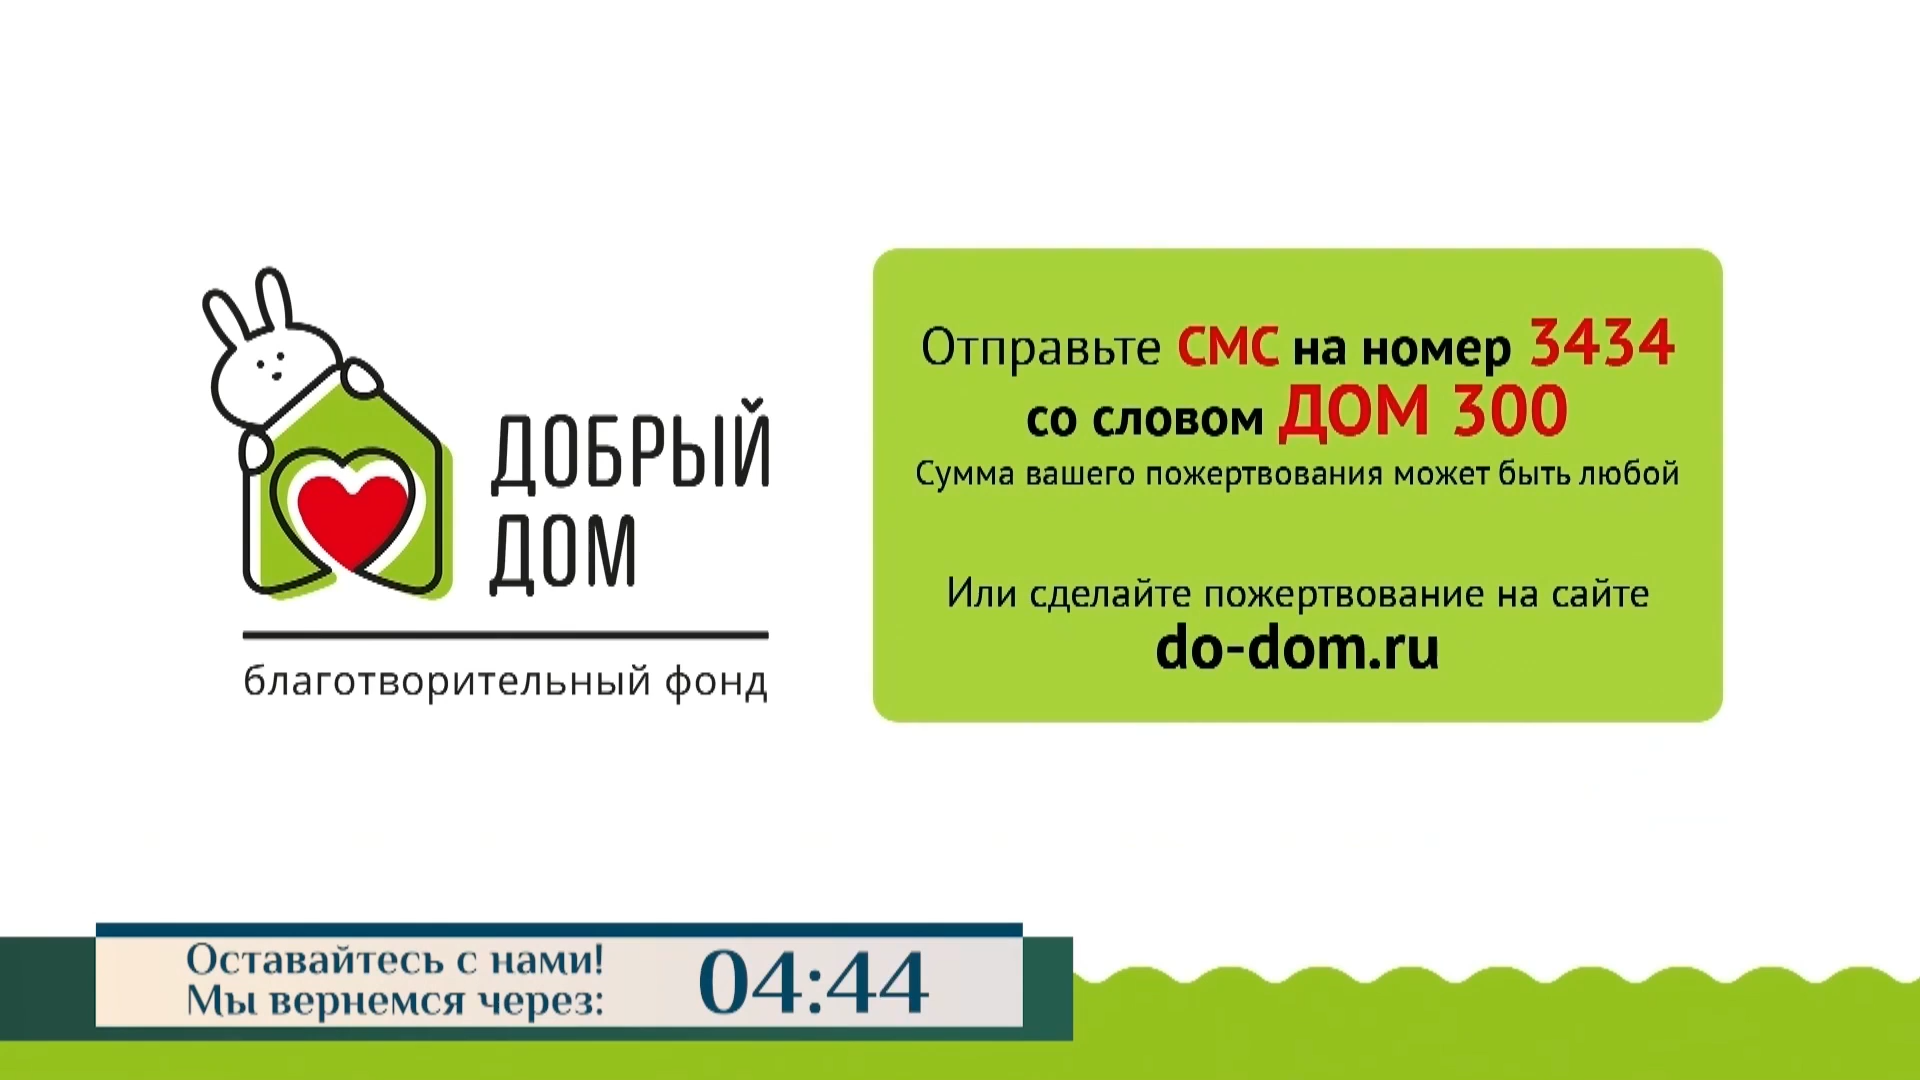 ДОБРЫЙ
ДОМ
благотворительный фонд
Отправьте СМС на номер 3434
со словом ДОМ 300
Сумма вашего пожертвования может быть любой
Или сделайте пожертвование на сайте
do-dom.ru
Оставайтесь с нами!
Мы вернемся через:
04:44